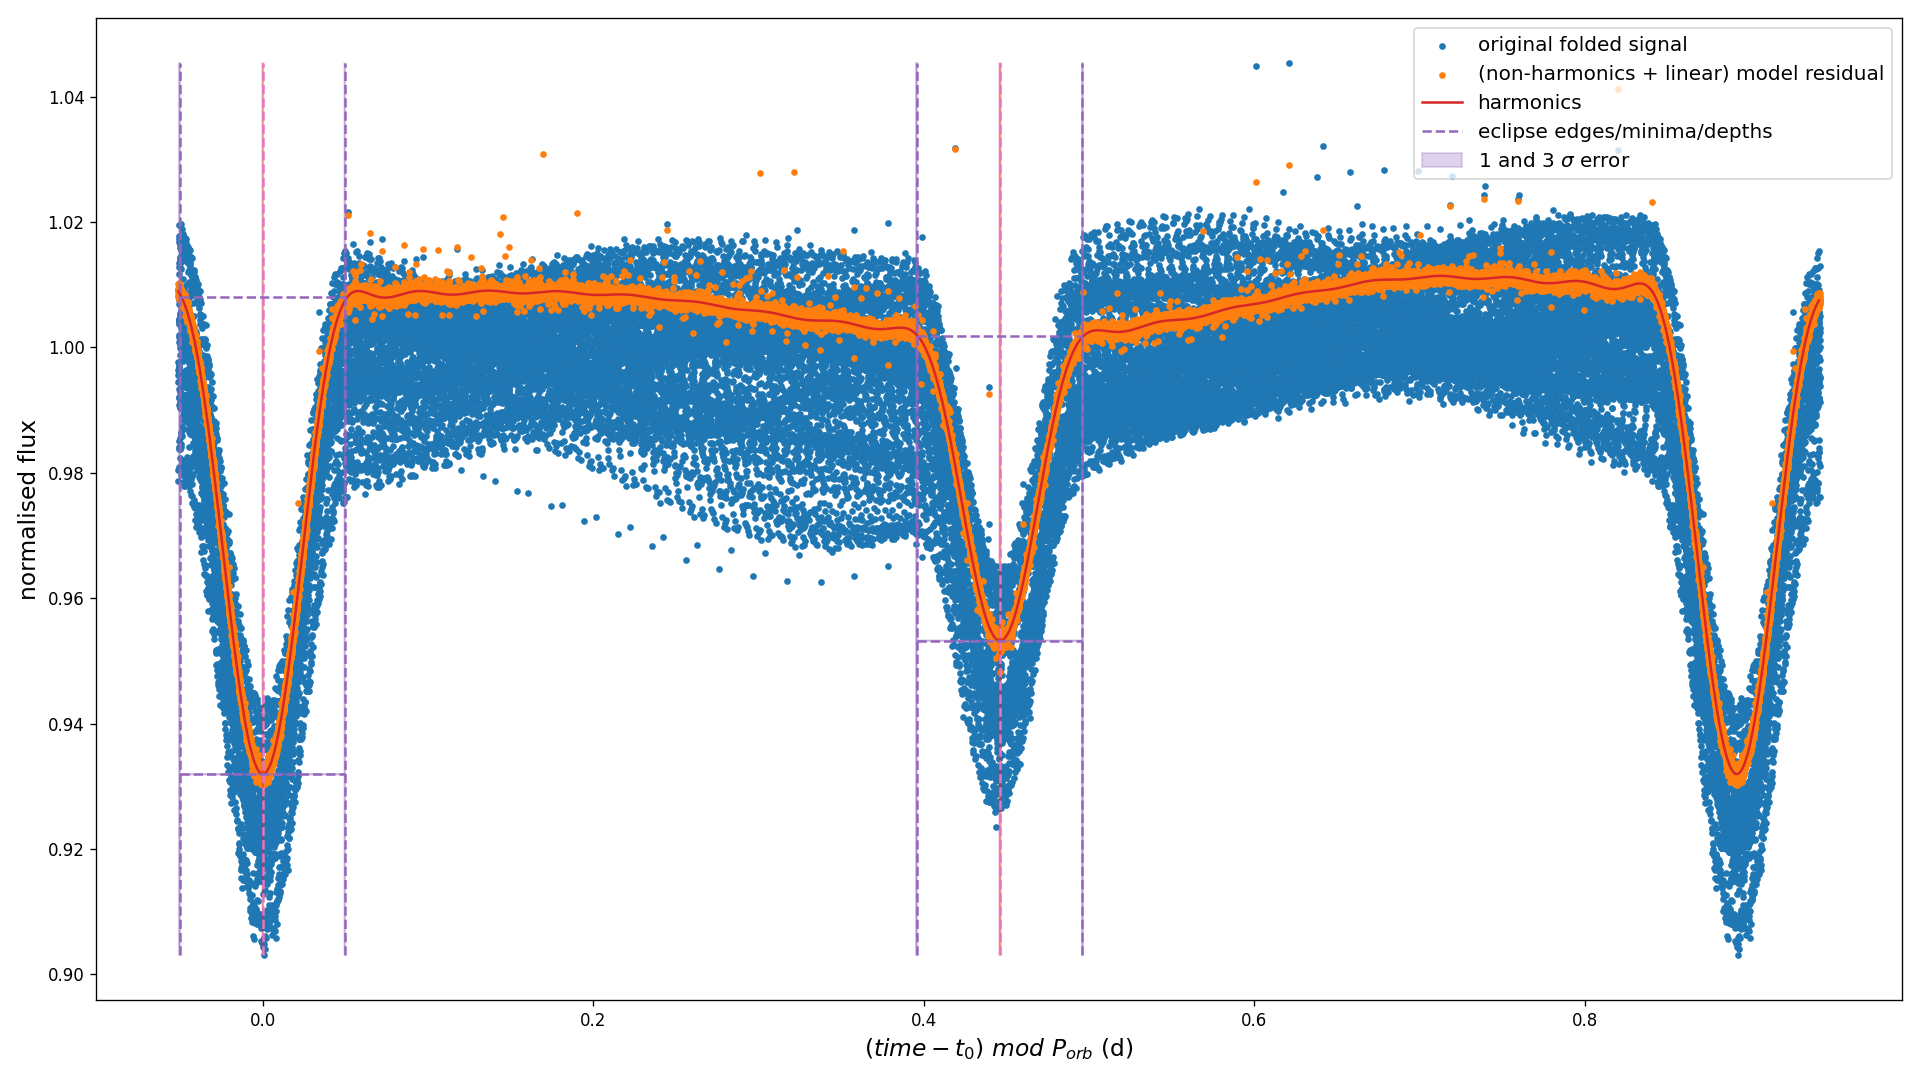 original folded signal
(non-harmonics + linear) model residual
harmonics
eclipse edges/minima/depths
1 and 3 σ error
normalised flux
1.04
1.02
1.00
0.98
0.96
0.94
0.92
0.90
0.0 0.2 0.4 0.6 0.8
(time − t₀) mod Pₒᵣb (d)